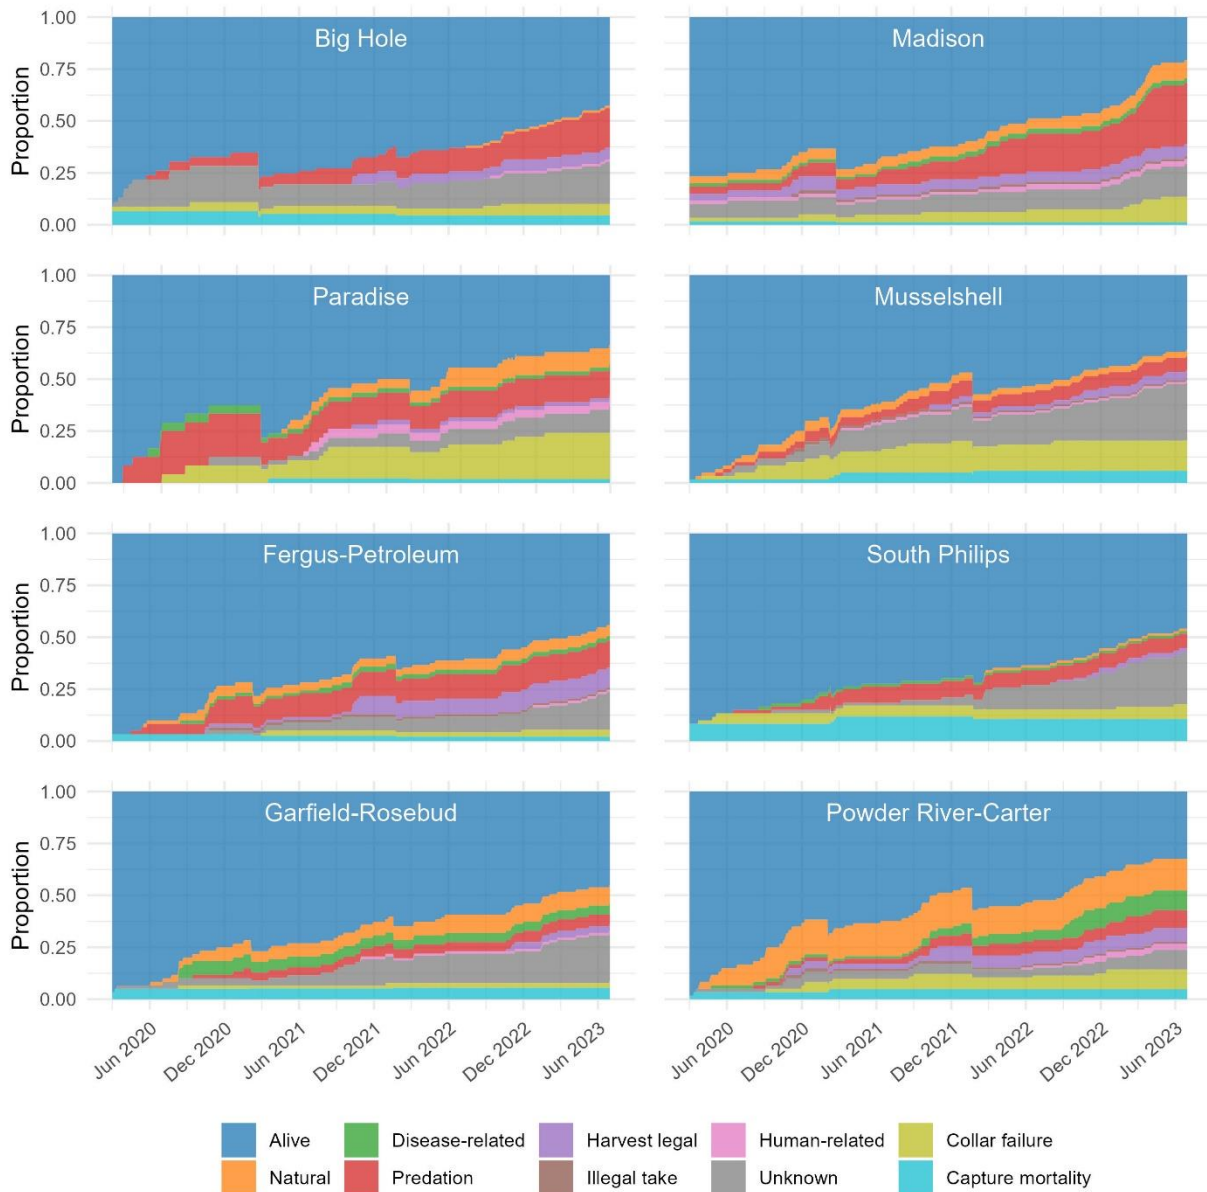 Big Hole
Madison
Proportion
1.00
0.75
0.50
0.25
0.00
Paradise
Musselshell
Proportion
1.00
0.75
0.50
0.25
0.00
Fergus-Petroleum
South Philips
Proportion
1.00
0.75
0.50
0.25
0.00
Garfield-Rosebud
Powder River-Carter
Proportion
1.00
0.75
0.50
0.25
0.00
Jun 2020 Dec 2020 Jun 2021 Dec 2021 Jun 2022 Dec 2022 Jun 2023
Jun 2020 Dec 2020 Jun 2021 Dec 2021 Jun 2022 Dec 2022 Jun 2023
Alive Disease-related Harvest legal Human-related Collar failure
Natural Predation Illegal take Unknown Capture mortality